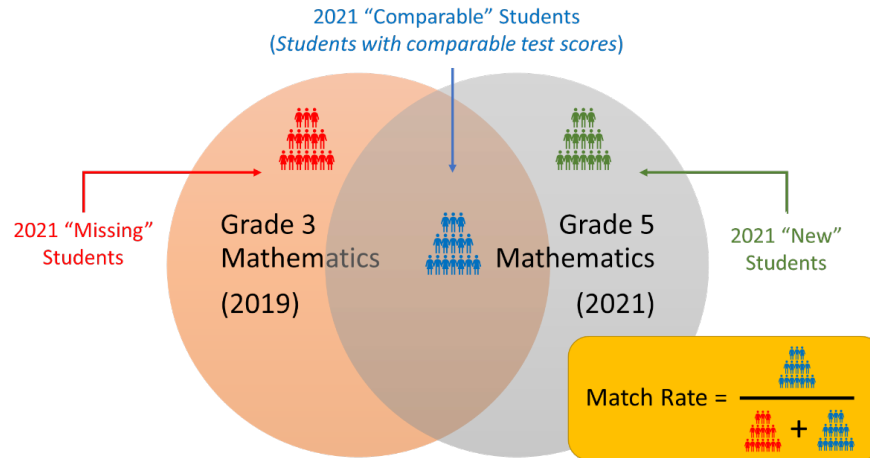 2021 “Comparable” Students
(Students with comparable test scores)
2021 “Missing”
Students
Grade 3
Mathematics
(2019)
Grade 5
Mathematics
(2021)
2021 “New”
Students
Match Rate =
+